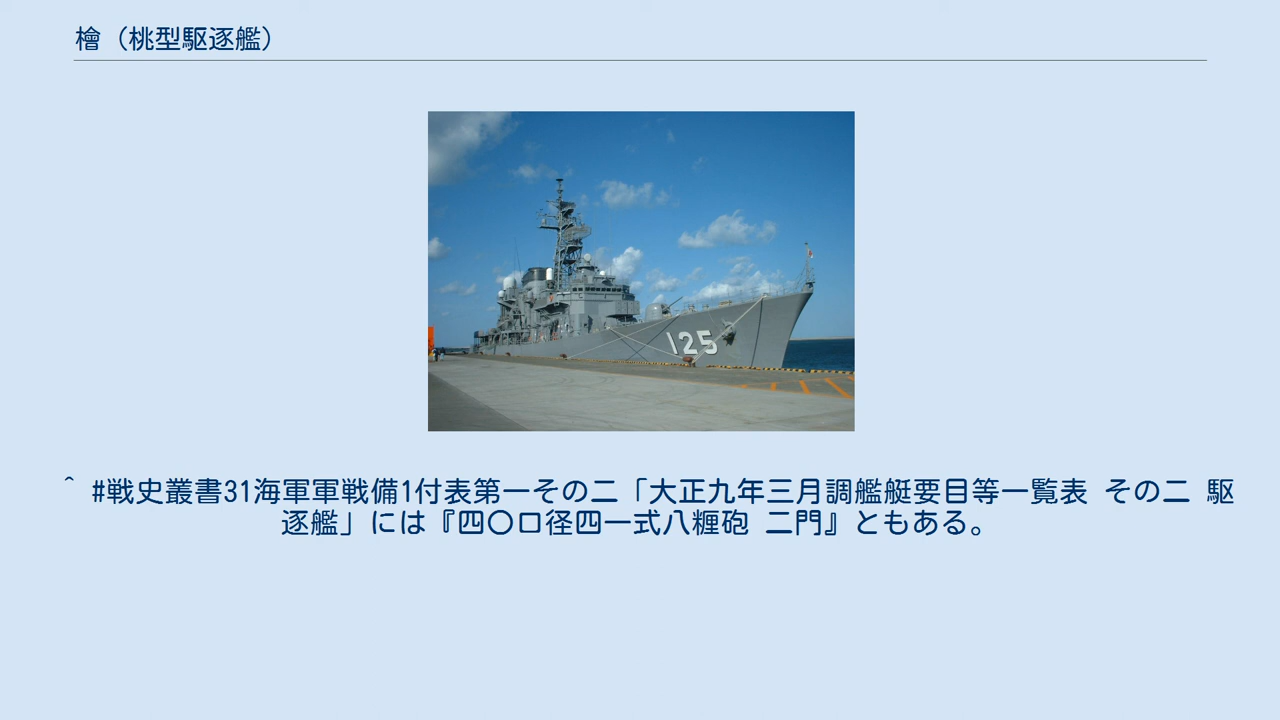 檜（桃型駆逐艦）
125
^ #戦史叢書31海軍軍戦備1付表第一その二「大正九年三月調艦艇要目等一覧表 その二 駆
逐艦」には『四〇口径四一式八糎砲 二門』ともある。